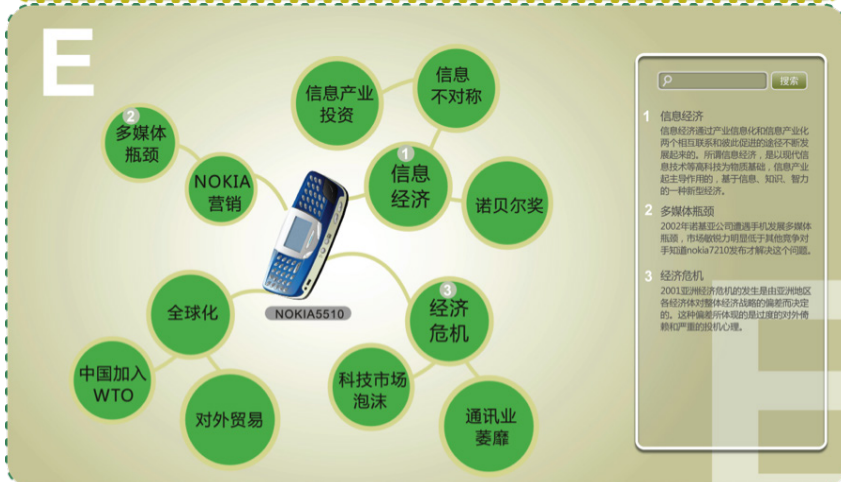 E
信息产业
投资
信息
不对称
2
多媒体
瓶颈
NOKIA
营销
1
信息
经济
诺贝尔奖
NOKIA5510
全球化
中国加入
WTO
对外贸易
3
经济
危机
科技市场
泡沫
通讯业
萎靡
搜索
1 信息经济
信息经济通过产业信息化和信息产业化
两个相互联系和彼此促进的途径不断发
展起来的。所谓信息经济，是以现代信
息技术等高科技为物质基础，信息产业
起主导作用的，基于信息、知识、智力
的一种新型经济。
2 多媒体瓶颈
2002年诺基亚公司遭遇手机发展多媒体
瓶颈，市场敏锐力明显低于其他竞争对
手知道nokia7210发布才解决这个问题。
3 经济危机
2001亚洲经济危机的发生是由亚洲地区
各经济体对整体经济战略的偏差而决定
的。这种偏差所体现的是过度的对外倚
赖和严重的投机心理。
E